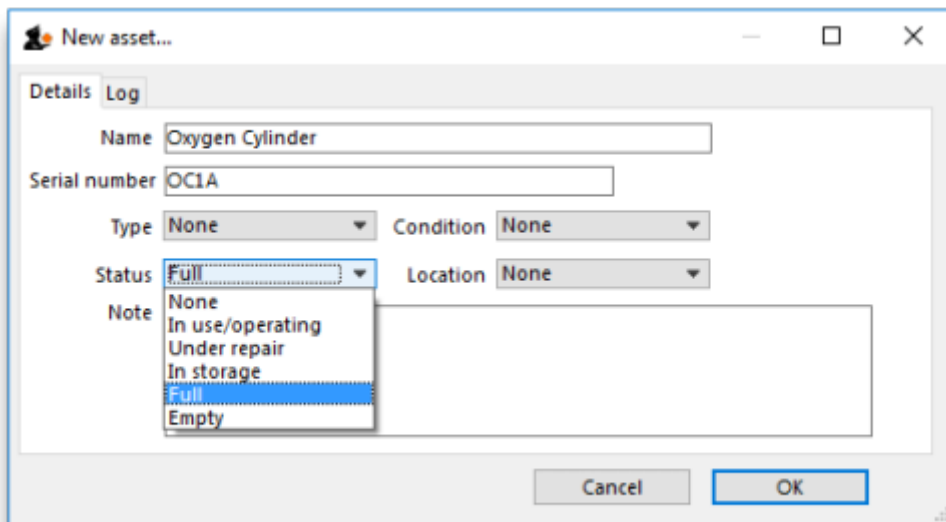 New asset...
Details Log
Name Oxygen Cylinder
Serial number OC1A
Type None Condition None
Status Full Location None
Note
None
In use/operating
Under repair
In storage
Full
Empty
Cancel OK